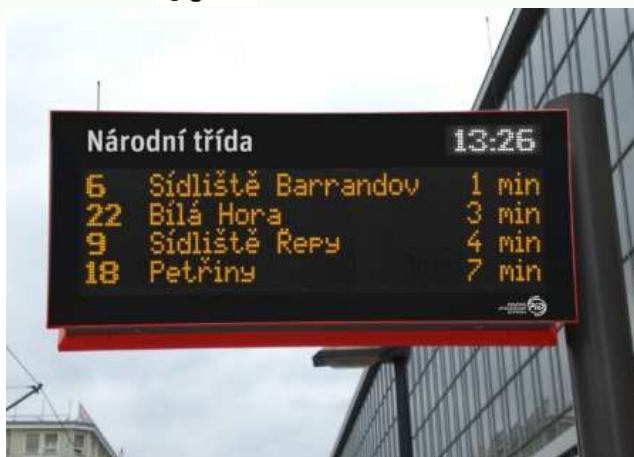 Národní třída 13:26
6 Sídliště Barrandov 1 min
22 Bílá Hora 3 min
9 Sídliště Řepy 4 min
18 Petřiny 7 min